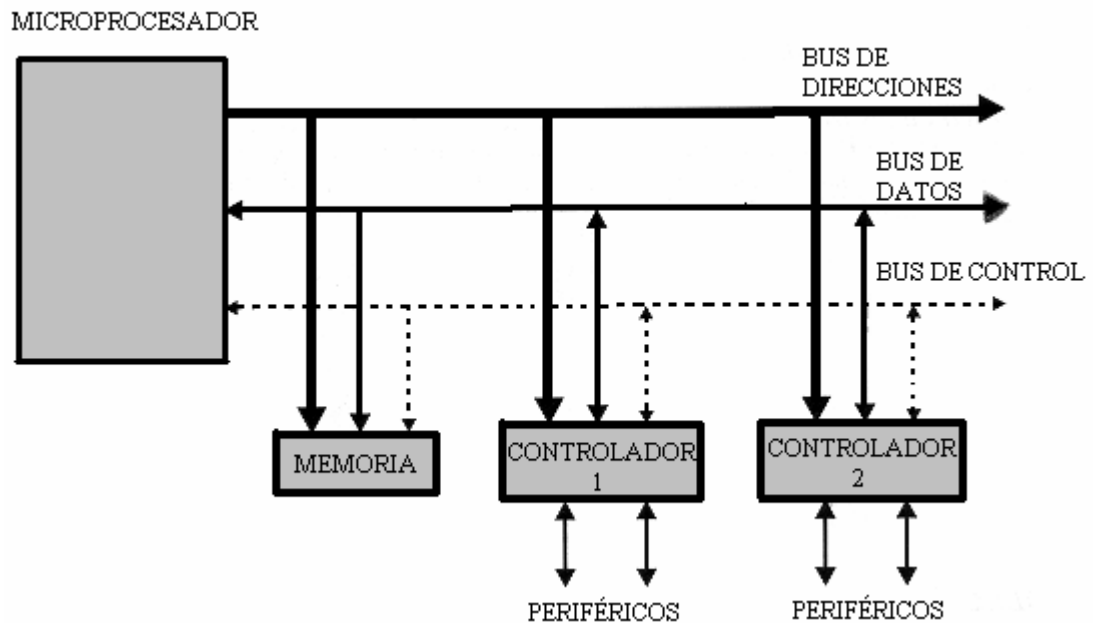 MICROPROCESADOR
BUS DE
DIRECCIONES
BUS DE
DATOS
BUS DE CONTROL
MEMORIA
CONTROLADOR
1
CONTROLADOR
2
PERIFÉRICOS
PERIFÉRICOS